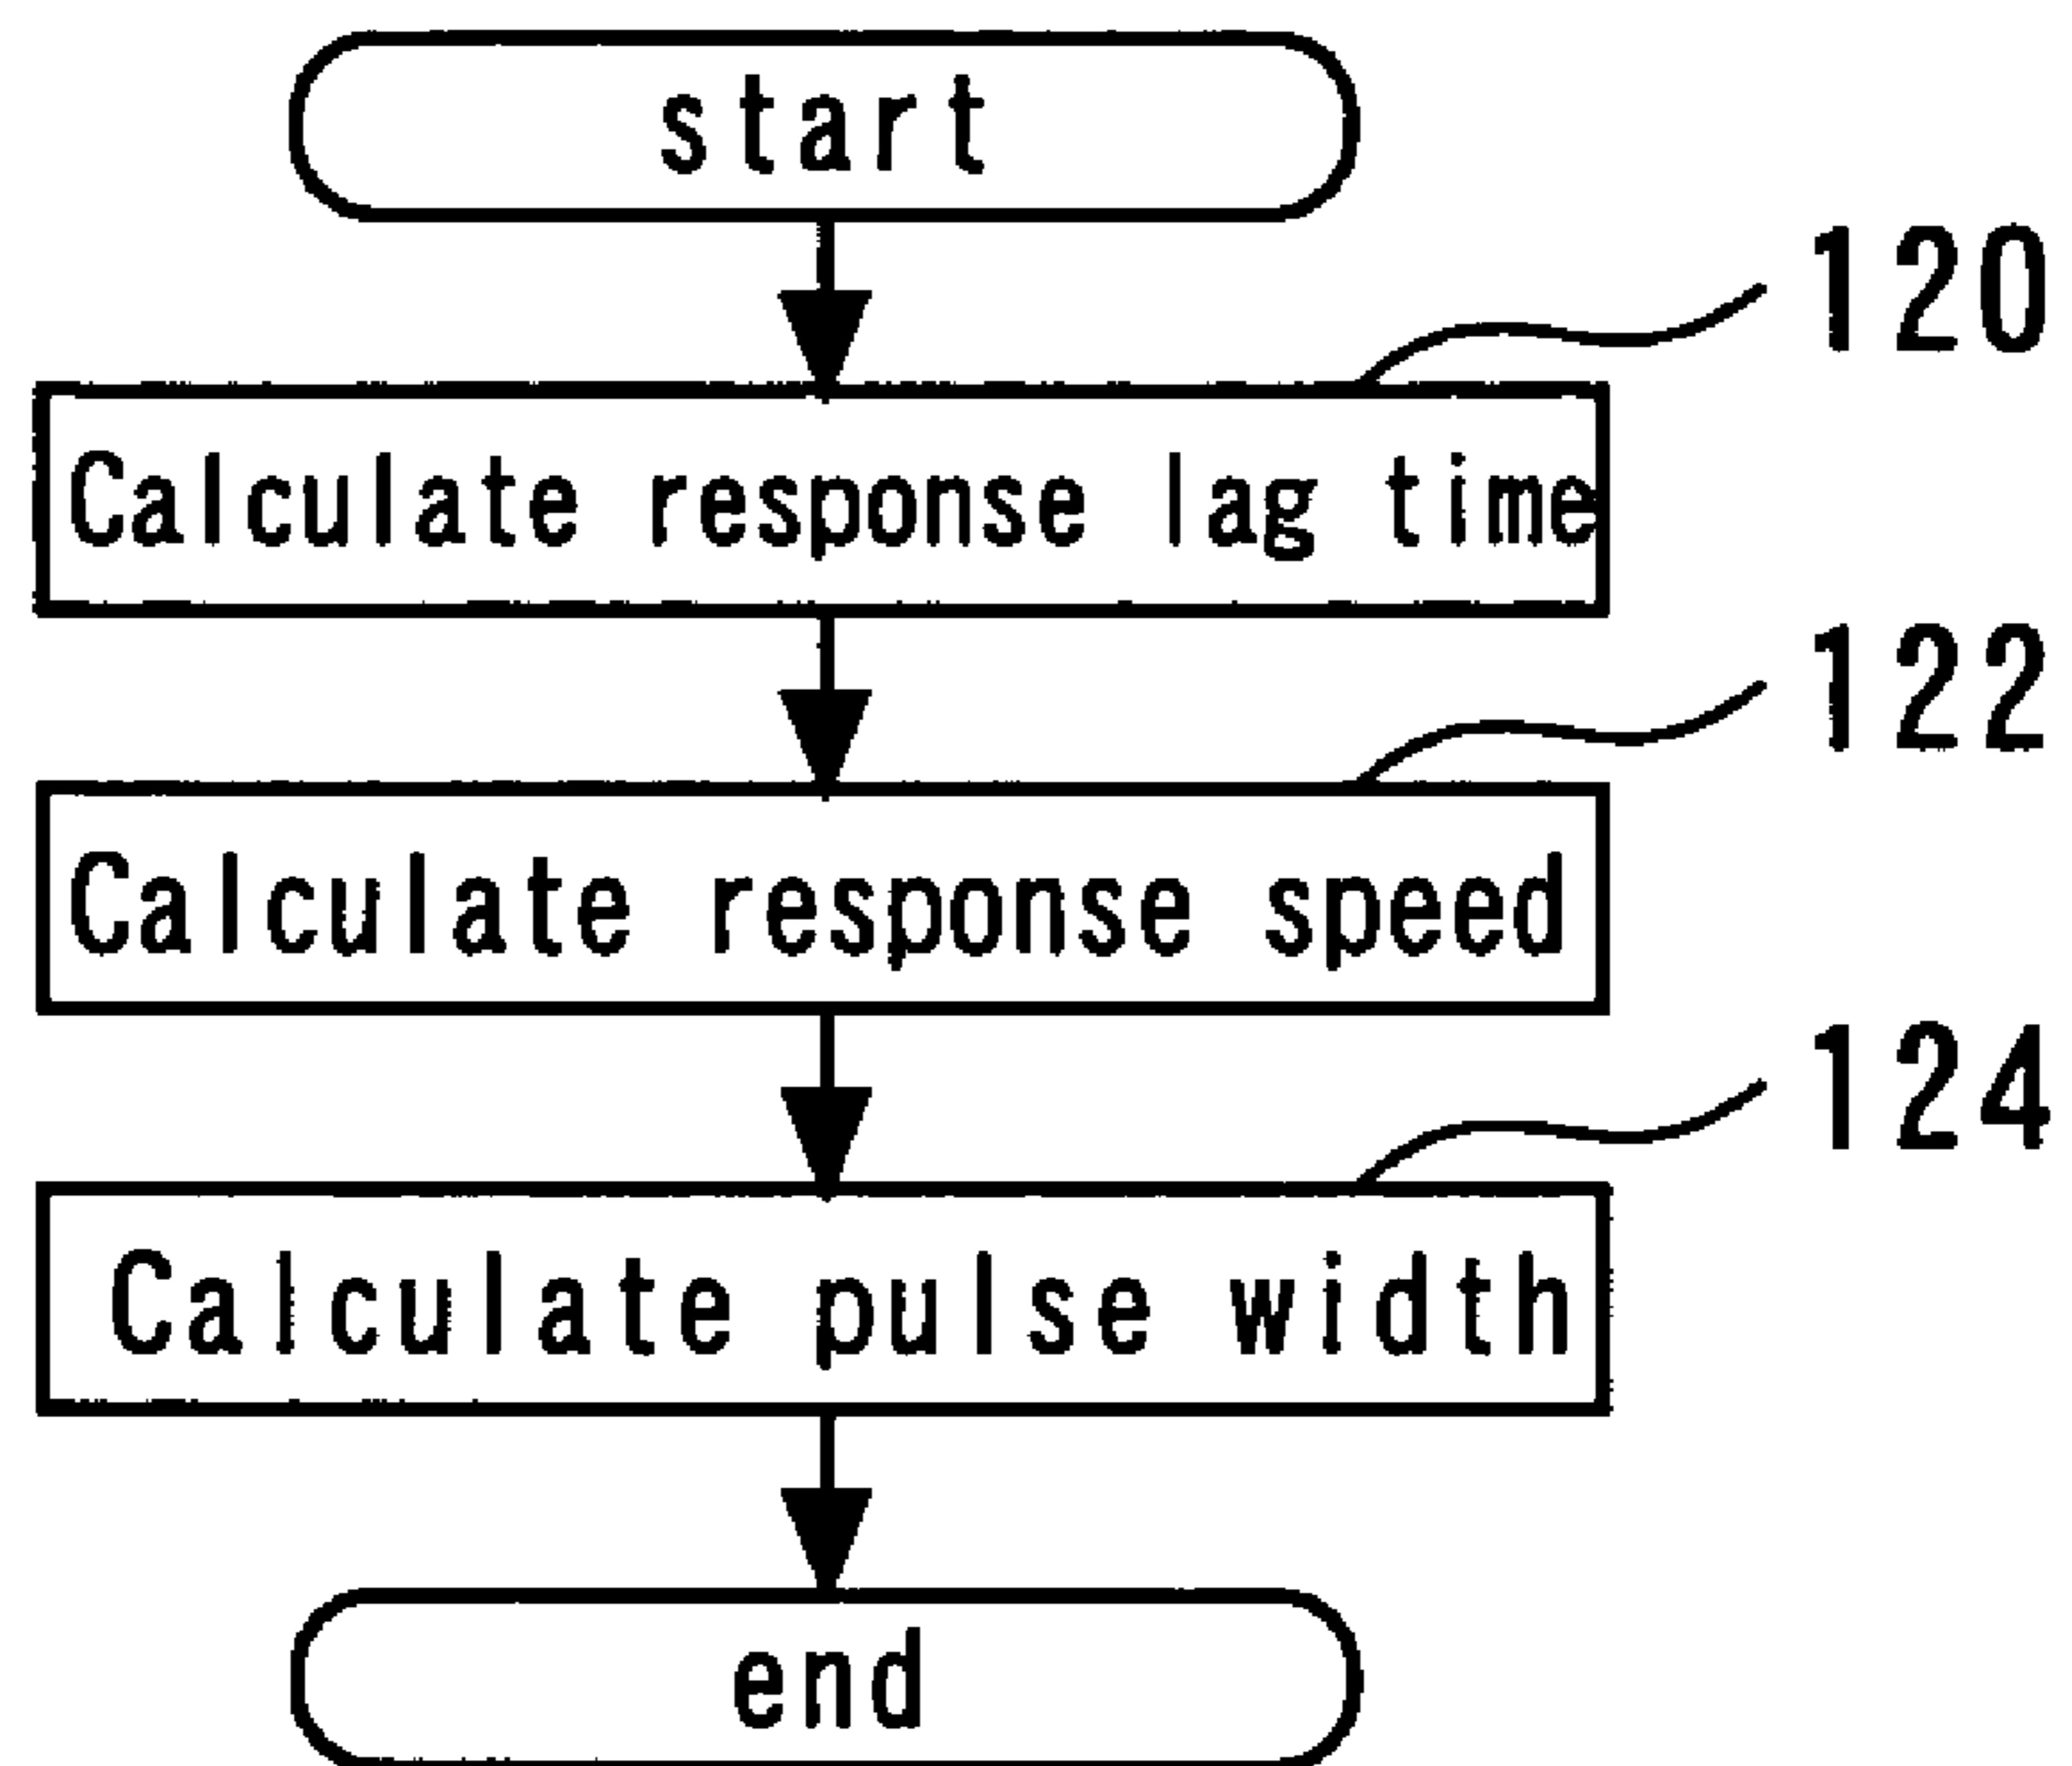 start
120
Calculate response lag time
122
Calculate response speed
124
Calculate pulse width
end